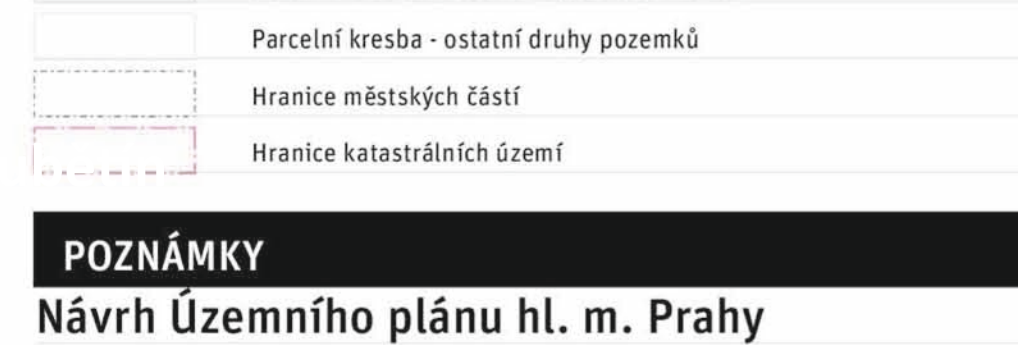 Parcelní kresba - ostatní druhy pozemků
Hranice městských částí
Hranice katastrálních území
POZNÁMKY
Návrh Územního plánu hl. m. Prahy